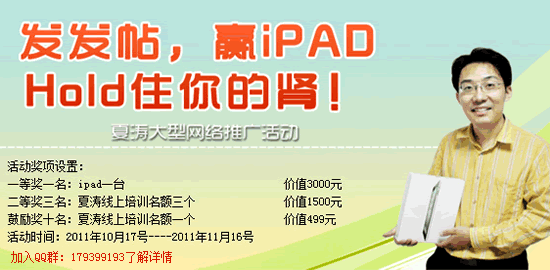 发发帖，赢iPAD
Hold住你的肾！
夏涛大型网络推广活动
活动奖项设置：
一等奖一名：ipad一台 价值3000元
二等奖三名：夏涛线上培训名额三个 价值1500元
鼓励奖十名：夏涛线上培训名额一个 价值499元
活动时间：2011年10月17号----2011年11月16号
加入QQ群：179399193了解详情